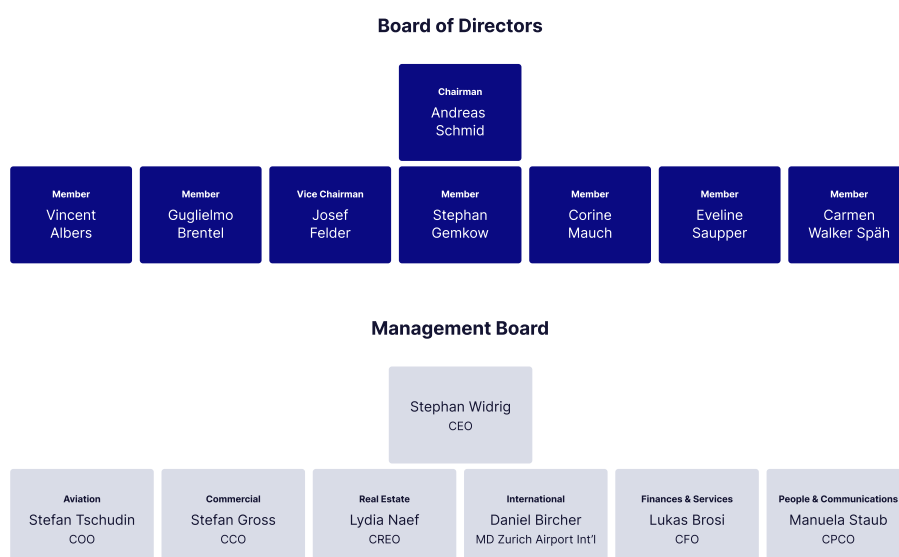 Board of Directors
Chairman
Andreas
Schmid
Member
Vincent
Albers
Member
Guglielmo
Brentel
Vice Chairman
Josef
Felder
Member
Stephan
Gemkow
Member
Corine
Mauch
Member
Eveline
Saupper
Member
Carmen
Walker Späh
Management Board
Stephan Widrig
CEO
Aviation
Stefan Tschudin
COO
Commercial
Stefan Gross
CCO
Real Estate
Lydia Naef
CREO
International
Daniel Bircher
MD Zurich Airport Int’l
Finances & Services
Lukas Brosi
CFO
People & Communications
Manuela Staub
CPCO